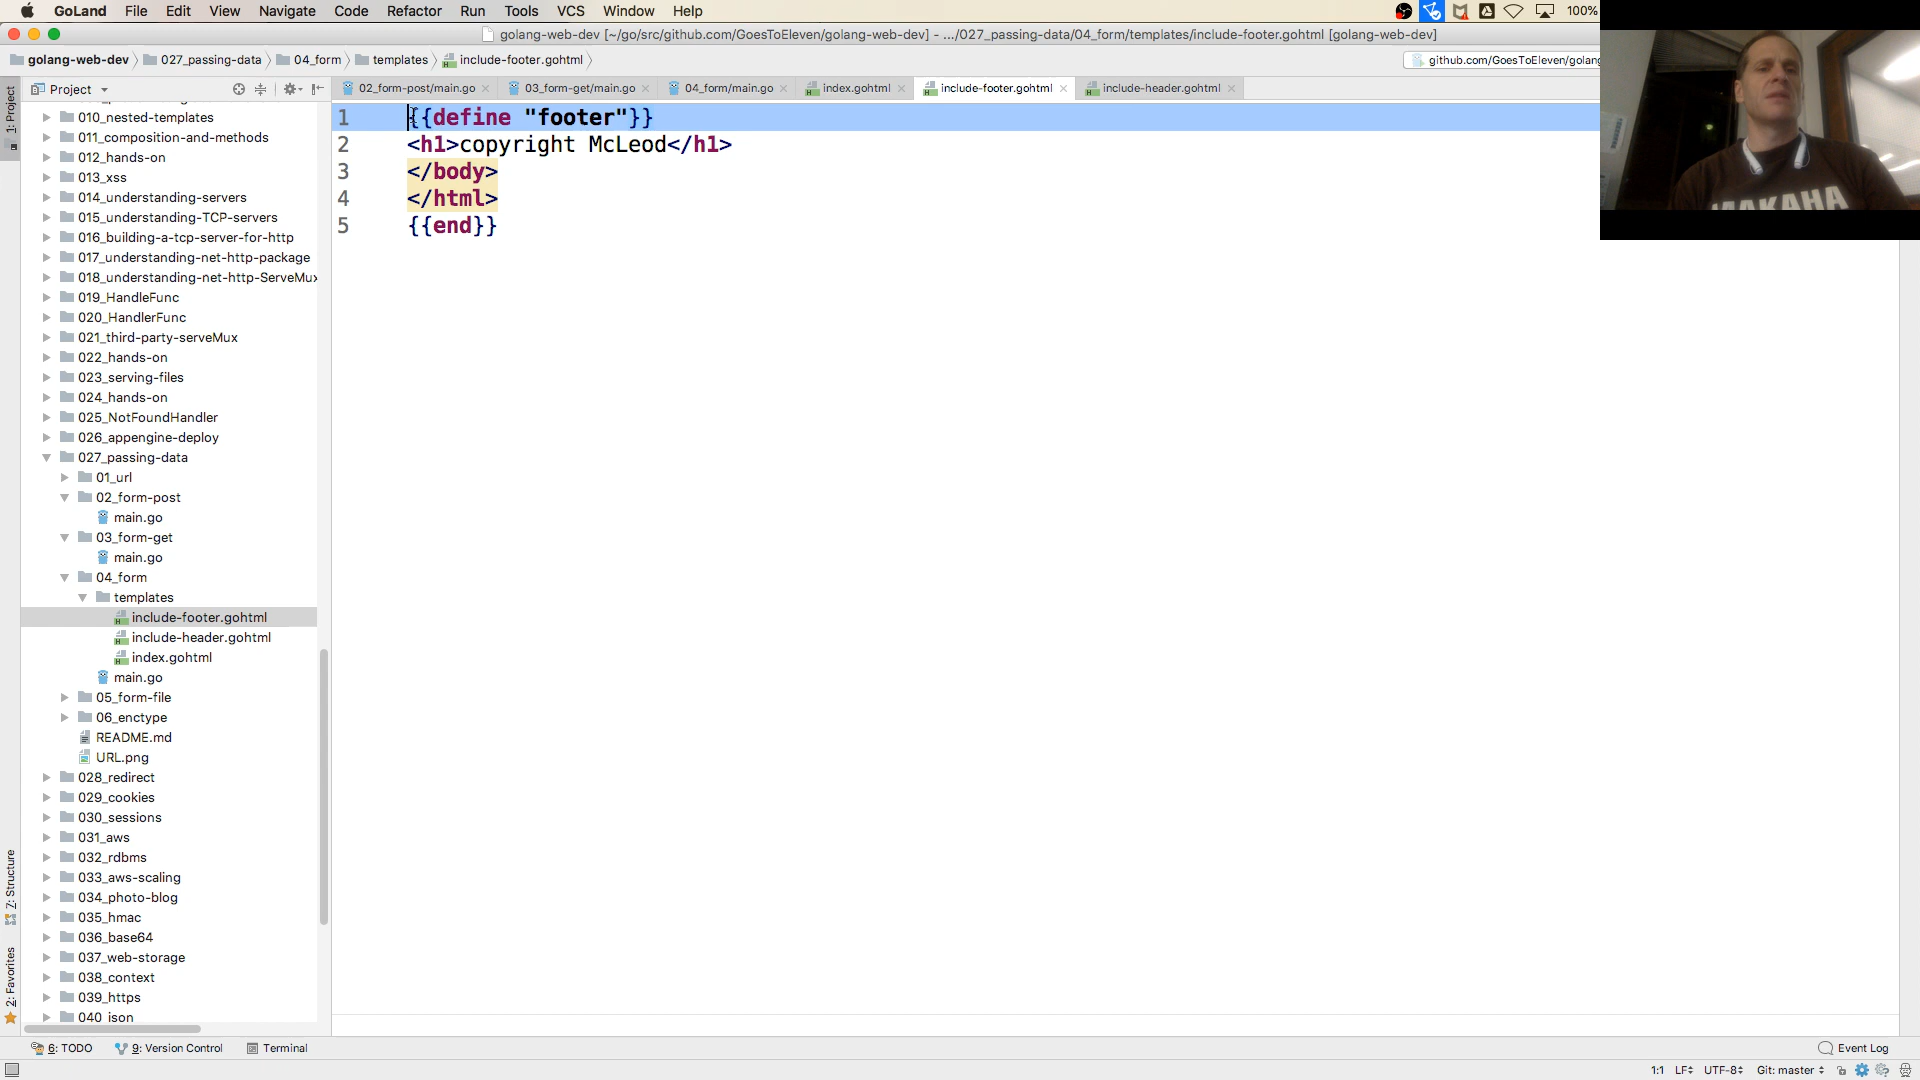 GoLand File Edit View Navigate Code Refactor Run Tools VCS Window Help 100%
golang-web-dev [~/go/src/github.com/GoesToEleven/golang-web-dev] - .../027_passing-data/04_form/templates/include-footer.gohtml [golang-web-dev]
golang-web-dev 027_passing-data 04_form templates include-footer.gohtml github.com/GoesToEleven/golang
Project 02_form-post/main.go 03_form-get/main.go 04_form/main.go index.gohtml include-footer.gohtml include-header.gohtml
1: Project
7: Structure
2: Favorites
010_nested-templates
011_composition-and-methods
012_hands-on
013_xss
014_understanding-servers
015_understanding-TCP-servers
016_building-a-tcp-server-for-http
017_understanding-net-http-package
018_understanding-net-http-ServeMux
019_HandleFunc
020_HandlerFunc
021_third-party-serveMux
022_hands-on
023_serving-files
024_hands-on
025_NotFoundHandler
026_appengine-deploy
027_passing-data
01_url
02_form-post
main.go
03_form-get
main.go
04_form
templates
include-footer.gohtml
include-header.gohtml
index.gohtml
main.go
05_form-file
06_enctype
README.md
URL.png
028_redirect
029_cookies
030_sessions
031_aws
032_rdbms
033_aws-scaling
034_photo-blog
035_hmac
036_base64
037_web-storage
038_context
039_https
040_json
1 {{define "footer"}}
2 <h1>copyright McLeod</h1>
3 </body>
4 </html>
5 {{end}}
MAKAHA
6: TODO 9: Version Control Terminal Event Log
1:1 LF UTF-8 Git: master